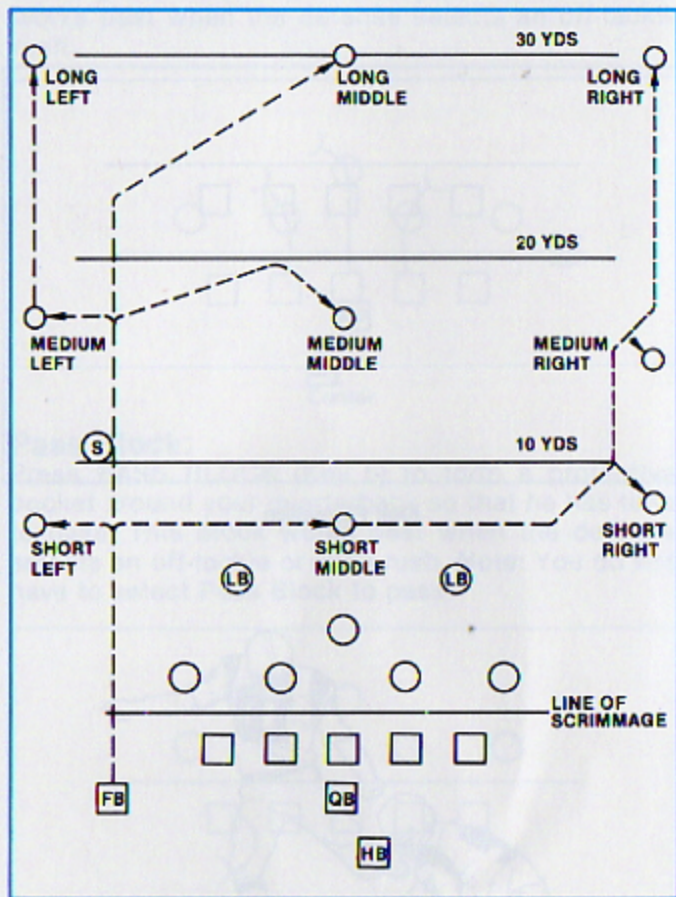 30 YDS
LONG LEFT
LONG MIDDLE
LONG RIGHT
20 YDS
MEDIUM LEFT
MEDIUM MIDDLE
MEDIUM RIGHT
S
10 YDS
SHORT LEFT
SHORT MIDDLE
SHORT RIGHT
LB
LB
LINE OF SCRIMMAGE
FB
QB
HB